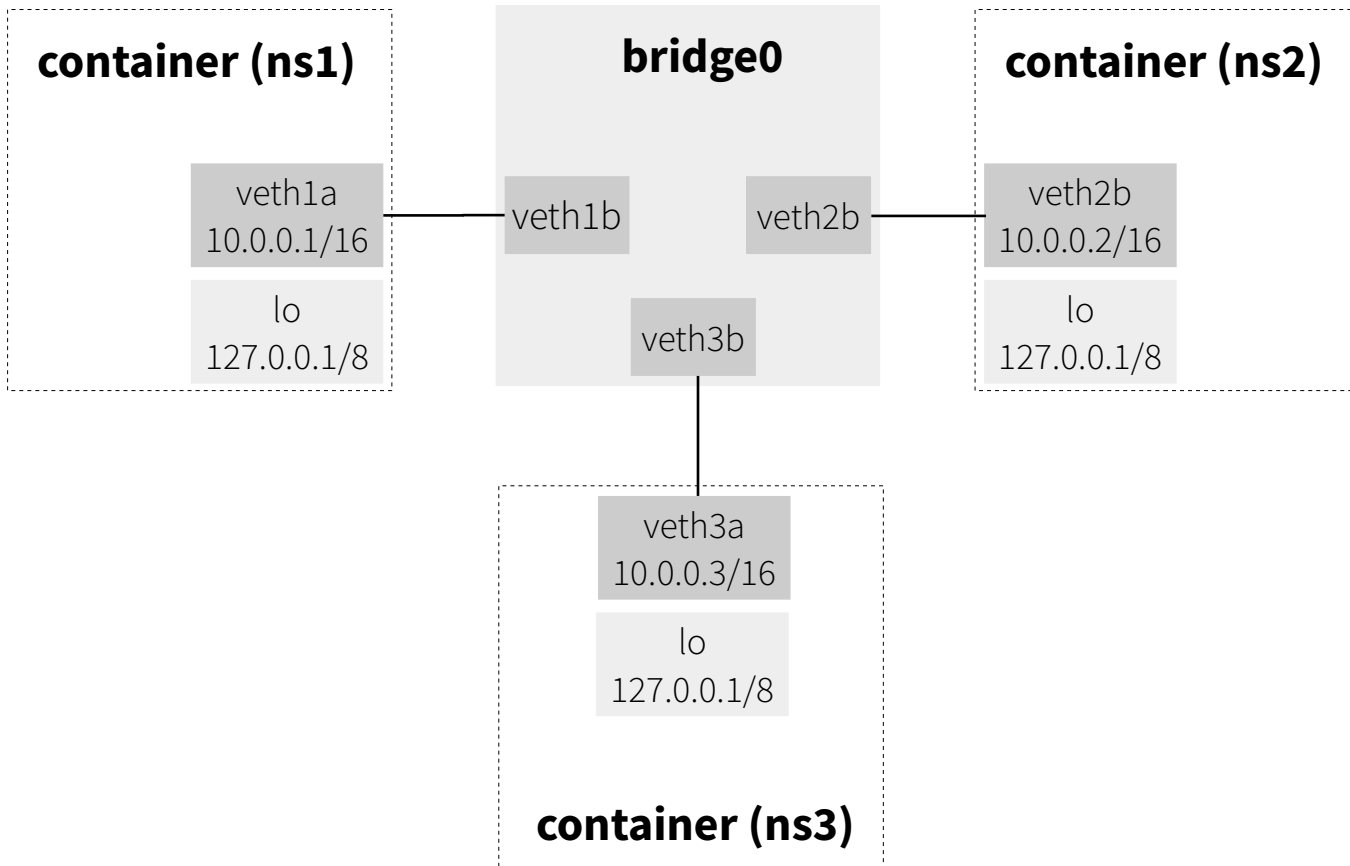 container (ns1)
bridge0
container (ns2)
veth1a
10.0.0.1/16
lo
127.0.0.1/8
veth1b
veth2b
veth3b
veth2b
10.0.0.2/16
lo
127.0.0.1/8
veth3a
10.0.0.3/16
lo
127.0.0.1/8
container (ns3)